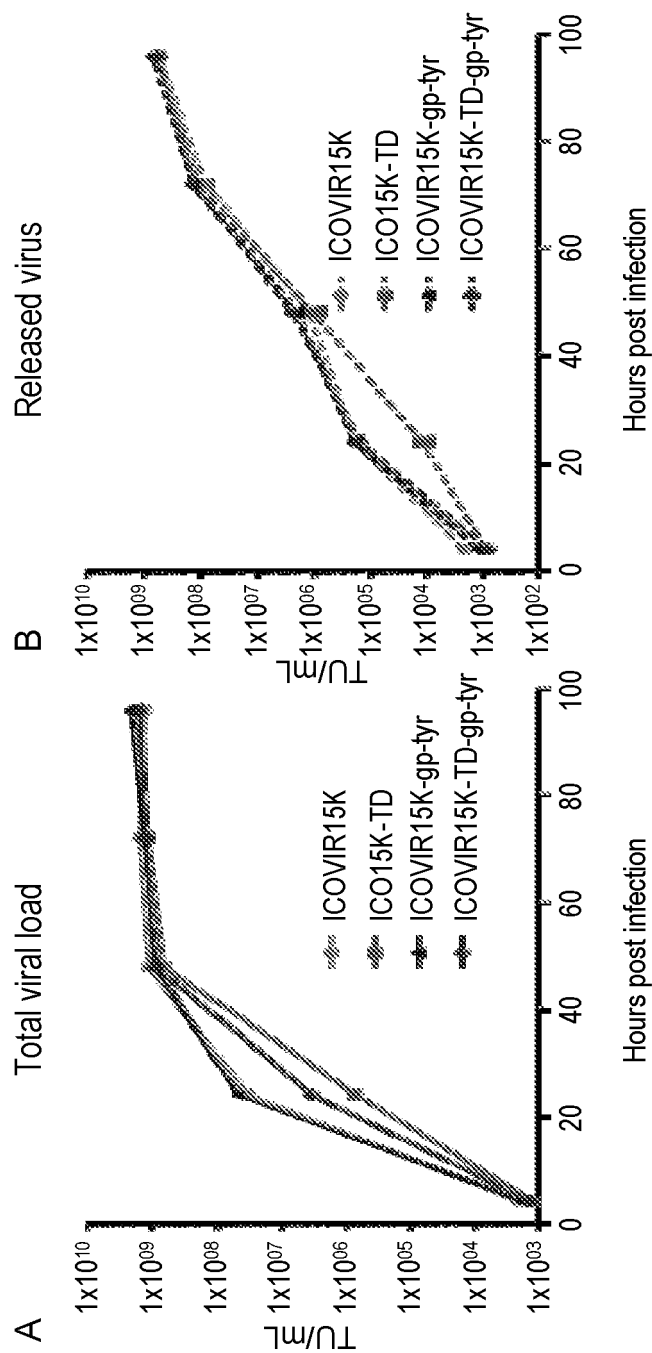 A
Total viral load
TU/mL
1x10^10
1x10^09
1x10^08
1x10^07
1x10^06
1x10^05
1x10^04
1x10^03
0
20
40
60
80
100
Hours post infection
ICOVIR15K
ICO15K-TD
ICOVIR15K-gp-tyr
ICOVIR15K-TD-gp-tyr
B
Released virus
TU/mL
1x10^10
1x10^09
1x10^08
1x10^07
1x10^06
1x10^05
1x10^04
1x10^03
1x10^02
0
20
40
60
80
100
Hours post infection
ICOVIR15K
ICO15K-TD
ICOVIR15K-gp-tyr
ICOVIR15K-TD-gp-tyr